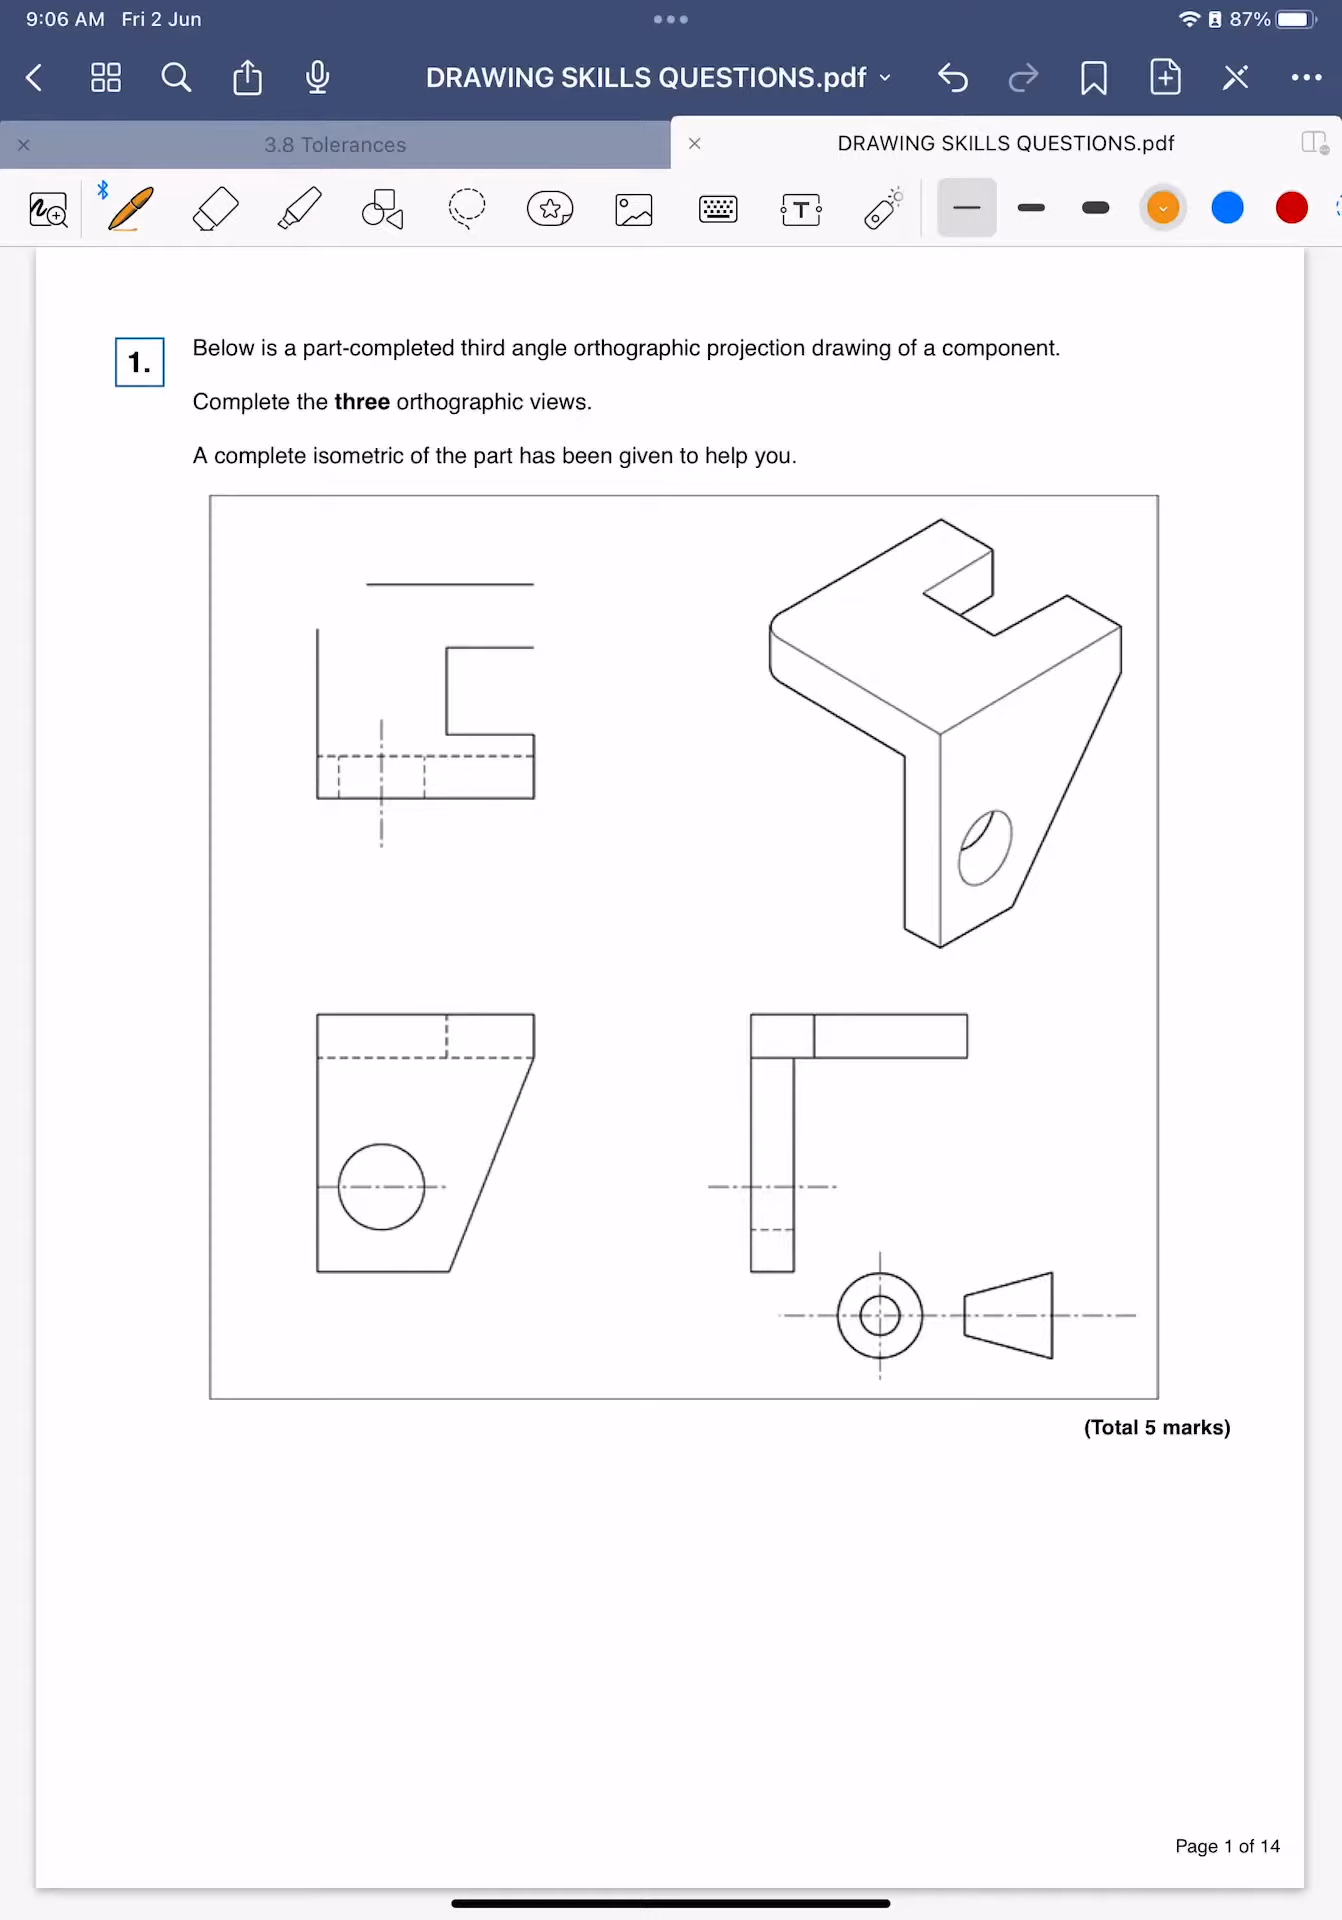 9:06 AM Fri 2 Jun
87%
DRAWING SKILLS QUESTIONS.pdf
3.8 Tolerances
DRAWING SKILLS QUESTIONS.pdf
T
1.
Below is a part-completed third angle orthographic projection drawing of a component.
Complete the three orthographic views.
A complete isometric of the part has been given to help you.
(Total 5 marks)
Page 1 of 14